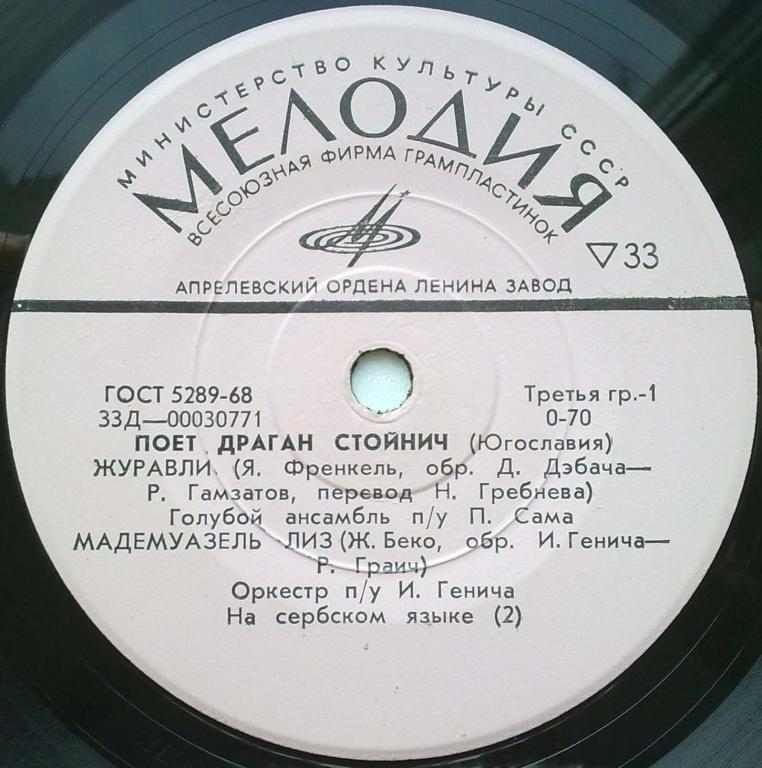 МИНИСТЕРСТВО КУЛЬТУРЫ СССР
МЕЛОДИЯ
ВСЕСОЮЗНАЯ ФИРМА ГРАМПЛАСТИНОК
▽33
АПРЕЛЕВСКИЙ ОРДЕНА ЛЕНИНА ЗАВОД
ГОСТ 5289-68 Третья гр.-1
33Д—00030771 0-70
ПОЕТ ДРАГАН СТОЙНИЧ (Югославия)
ЖУРАВЛИ (Я. Френкель, обр. Д. Дэбача—
Р. Гамзатов, перевод Н. Гребнева)
Голубой ансамбль п/у П. Сама
МАДЕМУАЗЕЛЬ ЛИЗ (Ж. Беко, обр. И. Генича—
Р. Граич)
Оркестр п/у И. Генича
На сербском языке (2)